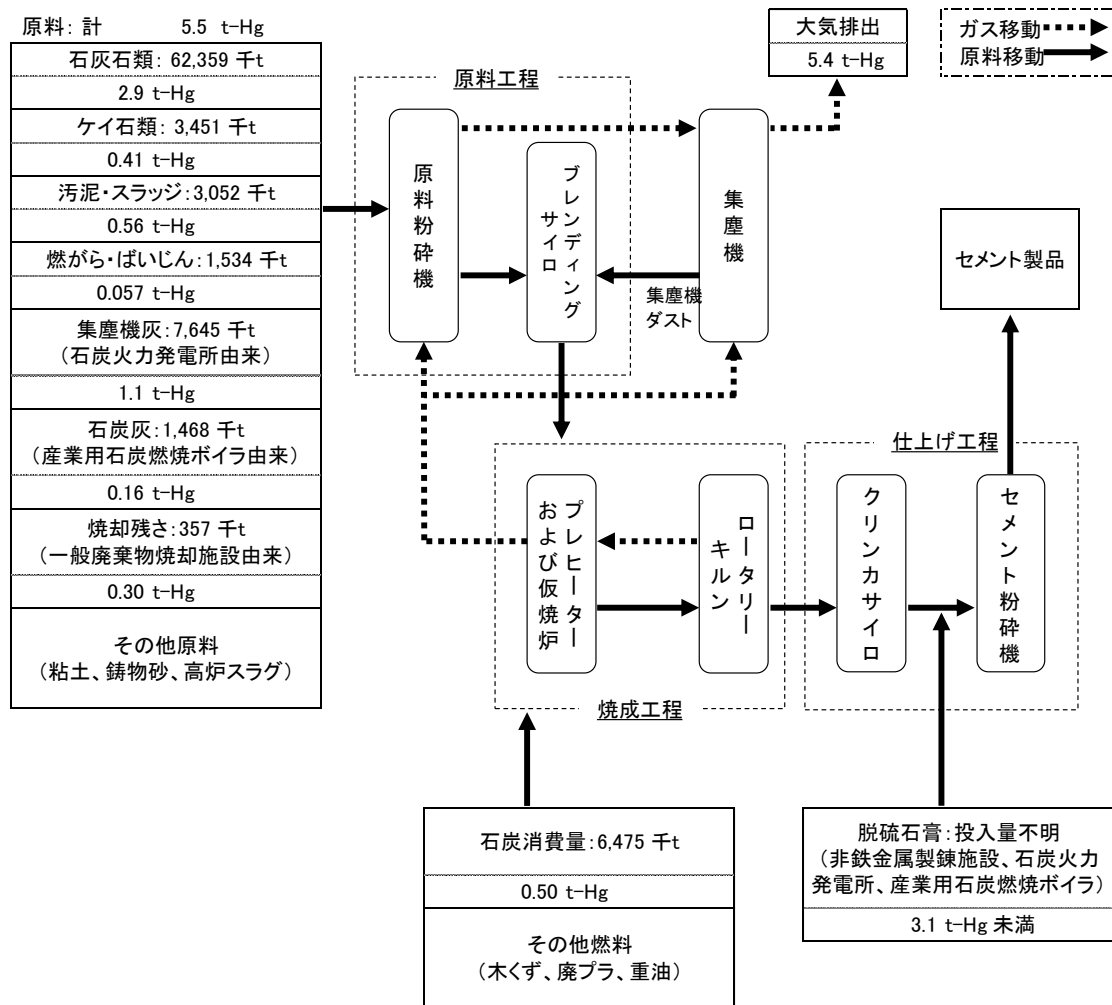 原料: 計 5.5 t-Hg
石灰石類: 62,359 千t
2.9 t-Hg
ケイ石類: 3,451 千t
0.41 t-Hg
汚泥・スラッジ:3,052 千t
0.56 t-Hg
燃がら・ばいじん:1,534 千t
0.057 t-Hg
集塵機灰:7,645 千t
(石炭火力発電所由来)
1.1 t-Hg
石炭灰:1,468 千t
(産業用石炭燃焼ボイラ由来)
0.16 t-Hg
焼却残さ:357 千t
(一般廃棄物焼却施設由来)
0.30 t-Hg
その他原料
(粘土、鋳物砂、高炉スラグ)
原料工程
原料粉砕機
ブレンディング
サイロ
集塵機
集塵機
ダスト
大気排出
5.4 t-Hg
ガス移動
原料移動
セメント製品
プレヒーター
および仮焼炉
ロータリー
キルン
焼成工程
仕上げ工程
クリンカサイロ
セメント粉砕機
石炭消費量:6,475 千t
0.50 t-Hg
その他燃料
(木くず、廃プラ、重油)
脱硫石膏:投入量不明
(非鉄金属製錬施設、石炭火力
発電所、産業用石炭燃焼ボイラ)
3.1 t-Hg 未満